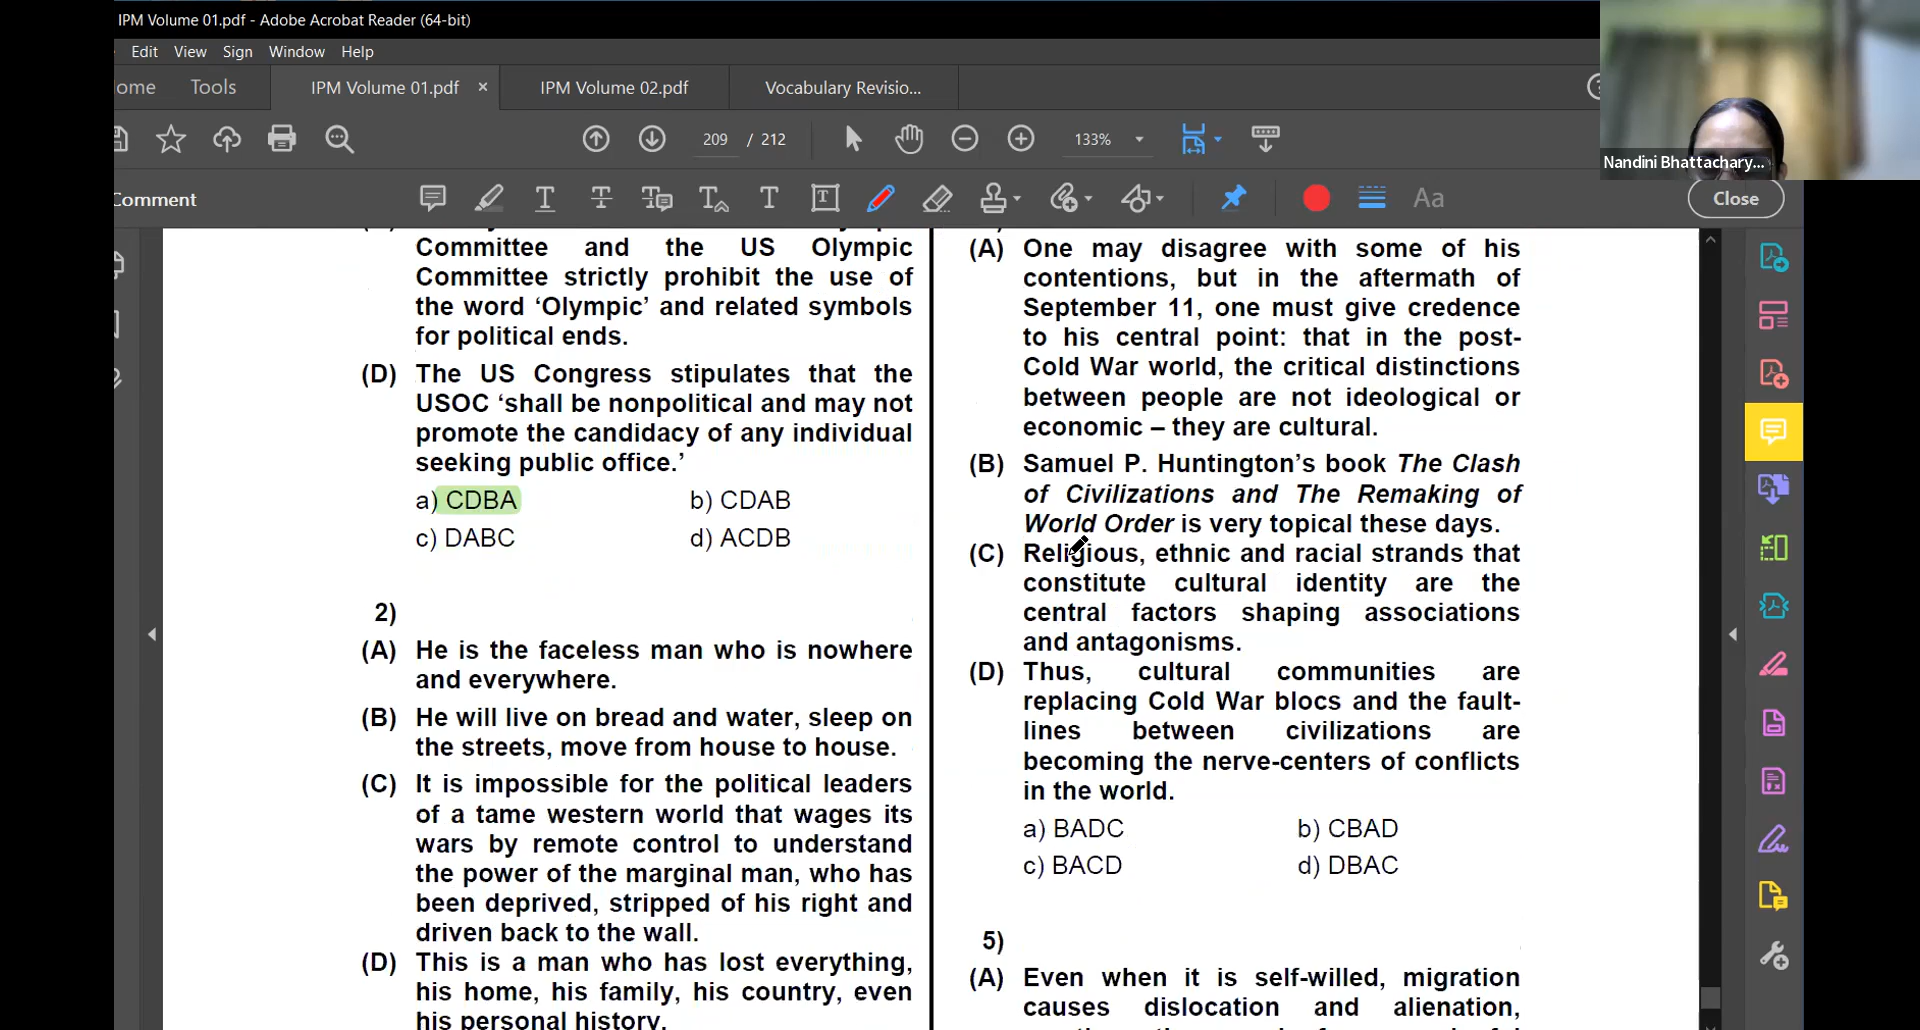 IPM Volume 01.pdf - Adobe Acrobat Reader (64-bit)
Edit View Sign Window Help
ome Tools IPM Volume 01.pdf × IPM Volume 02.pdf Vocabulary Revisio...
209 / 212 133%
Nandini Bhattachary...
Comment Aa Close
Committee and the US Olympic
Committee strictly prohibit the use of
the word ‘Olympic’ and related symbols
for political ends.
(D) The US Congress stipulates that the
USOC ‘shall be nonpolitical and may not
promote the candidacy of any individual
seeking public office.’
a) CDBA b) CDAB
c) DABC d) ACDB
2)
(A) He is the faceless man who is nowhere
and everywhere.
(B) He will live on bread and water, sleep on
the streets, move from house to house.
(C) It is impossible for the political leaders
of a tame western world that wages its
wars by remote control to understand
the power of the marginal man, who has
been deprived, stripped of his right and
driven back to the wall.
(D) This is a man who has lost everything,
his home, his family, his country, even
his personal history.
(A) One may disagree with some of his
contentions, but in the aftermath of
September 11, one must give credence
to his central point: that in the post-
Cold War world, the critical distinctions
between people are not ideological or
economic – they are cultural.
(B) Samuel P. Huntington’s book The Clash
of Civilizations and The Remaking of
World Order is very topical these days.
(C) Religious, ethnic and racial strands that
constitute cultural identity are the
central factors shaping associations
and antagonisms.
(D) Thus, cultural communities are
replacing Cold War blocs and the fault-
lines between civilizations are
becoming the nerve-centers of conflicts
in the world.
a) BADC b) CBAD
c) BACD d) DBAC
5)
(A) Even when it is self-willed, migration
causes dislocation and alienation,